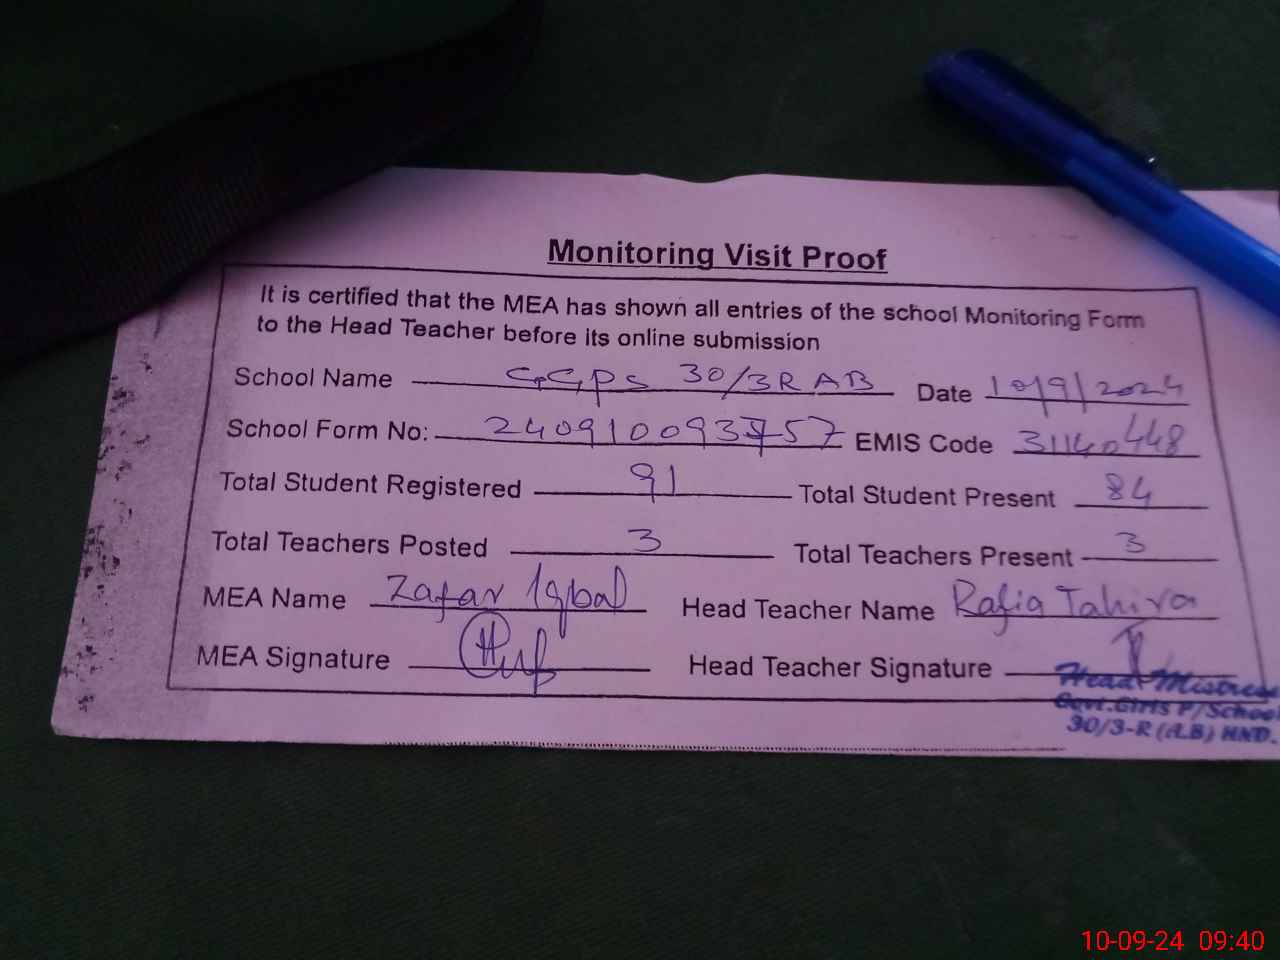 Monitoring Visit Proof
It is certified that the MEA has shown all entries of the school Monitoring Form
to the Head Teacher before its online submission
School Name GGPS 30/3R AB Date 10/9/2024
School Form No: EMIS Code 31140448
Total Student Registered 91 Total Student Present 84
Total Teachers Posted 3 Total Teachers Present 3
MEA Name Zafar Iqbal Head Teacher Name Rafia Tahira
MEA Signature Head Teacher Signature
Head Mistress
Govt.Girls P/School
30/3-R (A.B) HND.
10-09-24 09:40